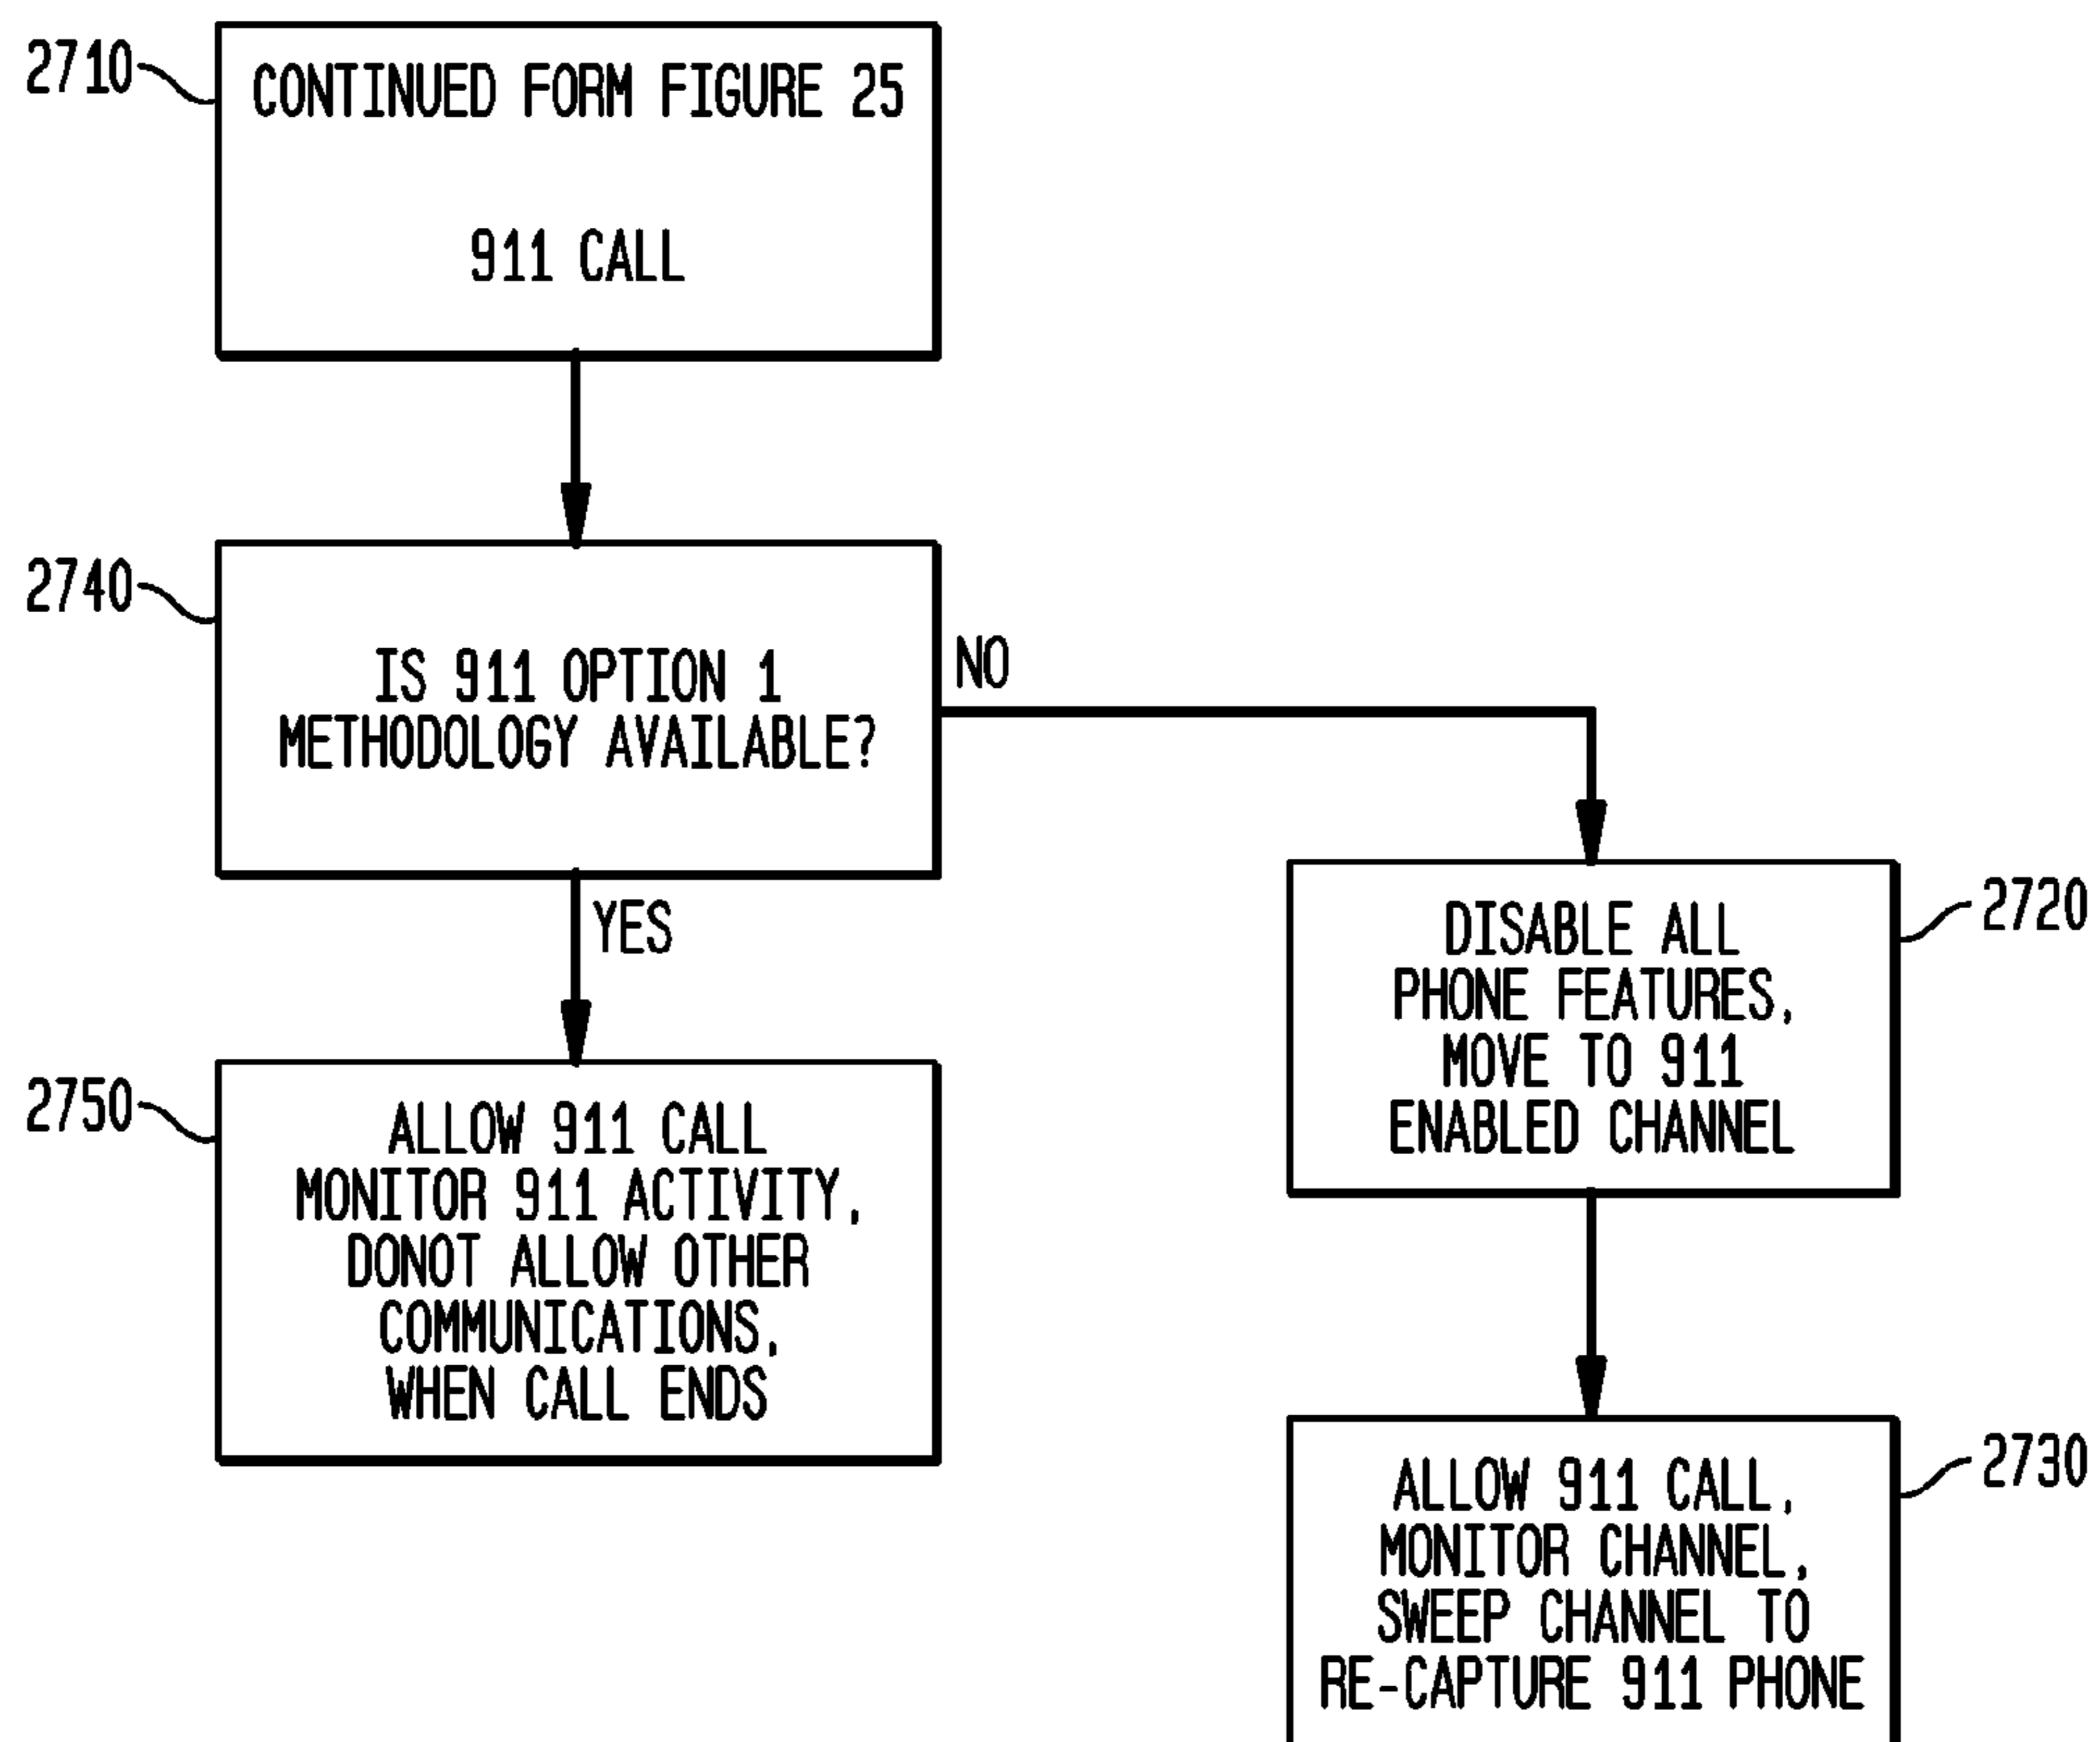 2710
CONTINUED FORM FIGURE 25
911 CALL
2740
IS 911 OPTION 1
METHODOLOGY AVAILABLE?
NO
YES
2750
ALLOW 911 CALL
MONITOR 911 ACTIVITY,
DONOT ALLOW OTHER
COMMUNICATIONS,
WHEN CALL ENDS
2720
DISABLE ALL
PHONE FEATURES,
MOVE TO 911
ENABLED CHANNEL
2730
ALLOW 911 CALL,
MONITOR CHANNEL,
SWEEP CHANNEL TO
RE-CAPTURE 911 PHONE